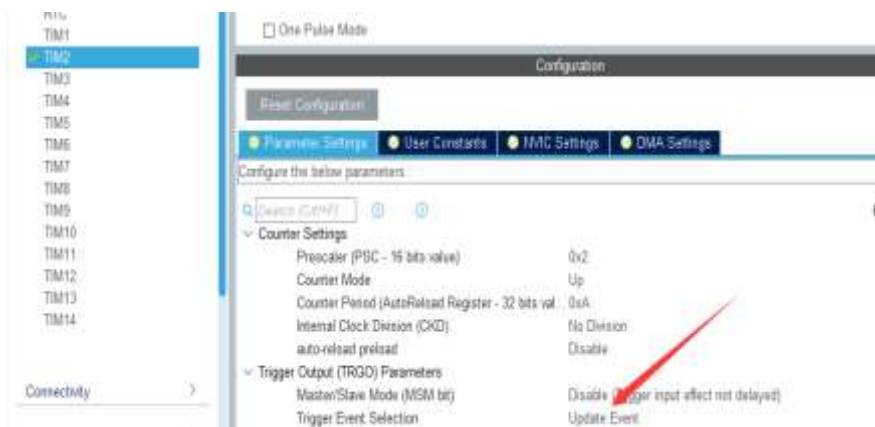 RTC
TIM1
TIM2
TIM3
TIM4
TIM5
TIM6
TIM7
TIM8
TIM9
TIM10
TIM11
TIM12
TIM13
TIM14
Connectivity
One Pulse Mode
Configuration
Reset Configuration
Parameter Settings User Constants NVIC Settings DMA Settings
Configure the below parameters
Search (Ctrl+F)
Counter Settings
Prescaler (PSC - 16 bits value) 0x2
Counter Mode Up
Counter Period (AutoReload Register - 32 bits val... 0xA
Internal Clock Division (CKD) No Division
auto-reload preload Disable
Trigger Output (TRGO) Parameters
Master/Slave Mode (MSM bit) Disable (Trigger input effect not delayed)
Trigger Event Selection Update Event